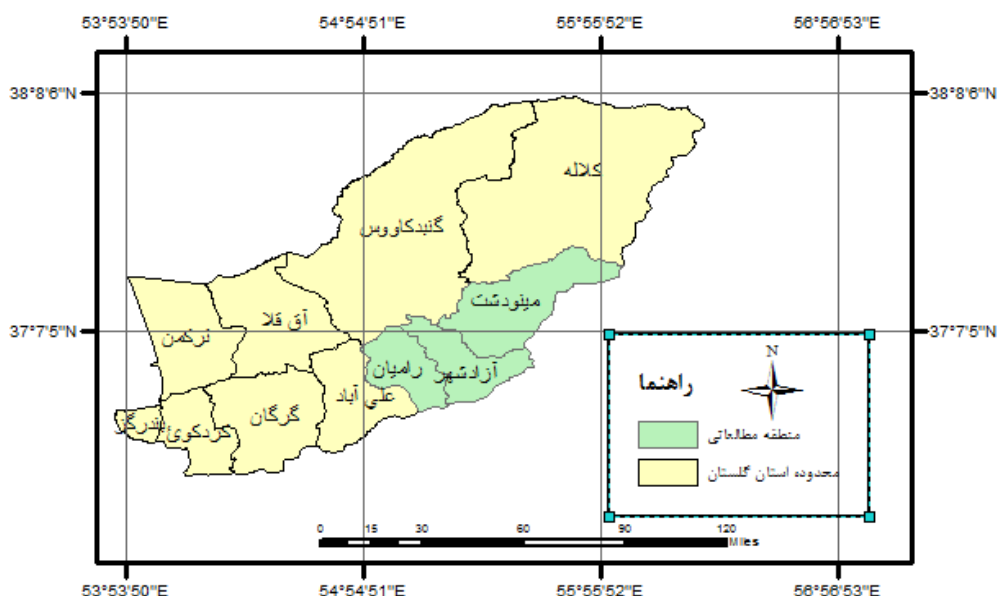 53°53'50"E 54°54'51"E 55°55'52"E 56°56'53"E
38°8'6"N 38°8'6"N
کلاله
گنبدکاووس
مینودشت
آق قلا
37°7'5"N 37°7'5"N
ترکمن
رامیان
آزادشهر
علي آباد
گرگان
کردکوئ
بندرگز
N
راهنما
منطقه مطالعاتی
محدوده استان گلستان
0 15 30 60 90 120
Miles
53°53'50"E 54°54'51"E 55°55'52"E 56°56'53"E